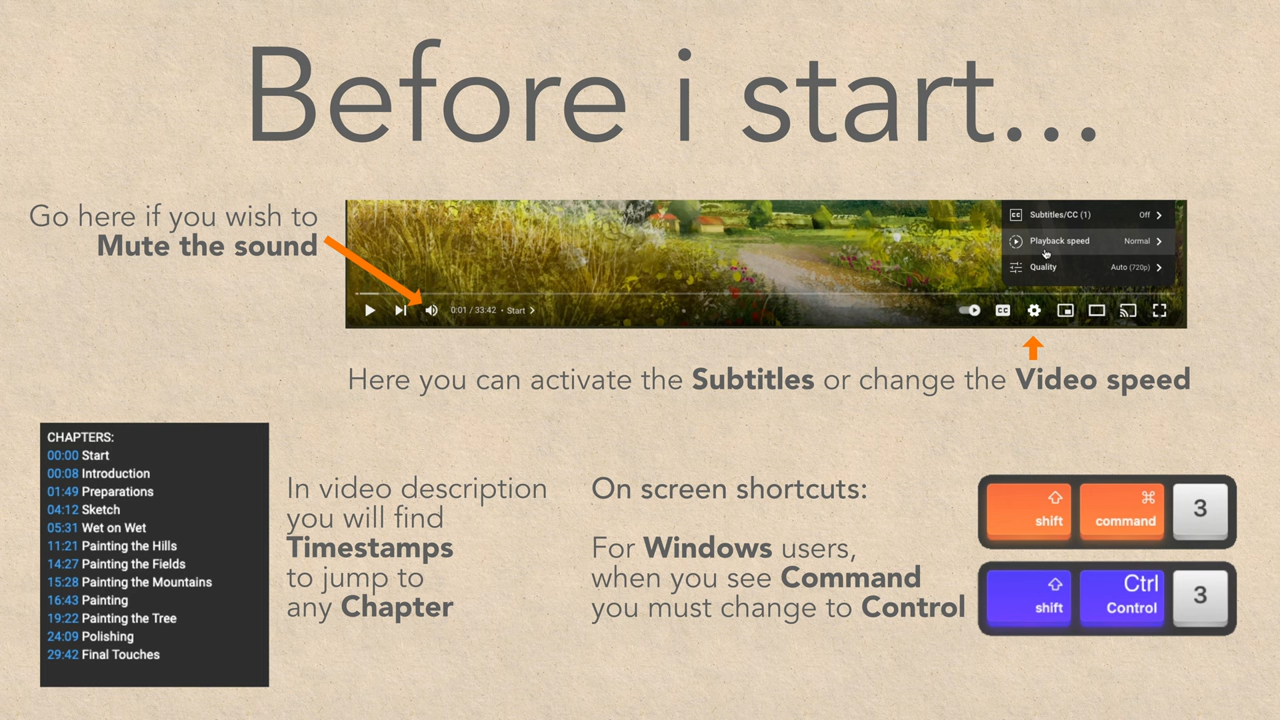 Before i start...
Go here if you wish to
Mute the sound
Subtitles/CC (1) Off
Playback speed Normal
Quality Auto (720p)
0:01 / 33:42 • Start
CC
Here you can activate the Subtitles or change the Video speed
CHAPTERS:
00:00 Start
00:08 Introduction
01:49 Preparations
04:12 Sketch
05:31 Wet on Wet
11:21 Painting the Hills
14:27 Painting the Fields
15:28 Painting the Mountains
16:43 Painting
19:22 Painting the Tree
24:09 Polishing
29:42 Final Touches
In video description
you will find
Timestamps
to jump to
any Chapter
On screen shortcuts:
For Windows users,
when you see Command
you must change to Control
⇧ shift ⌘ command 3
⇧ shift Ctrl Control 3